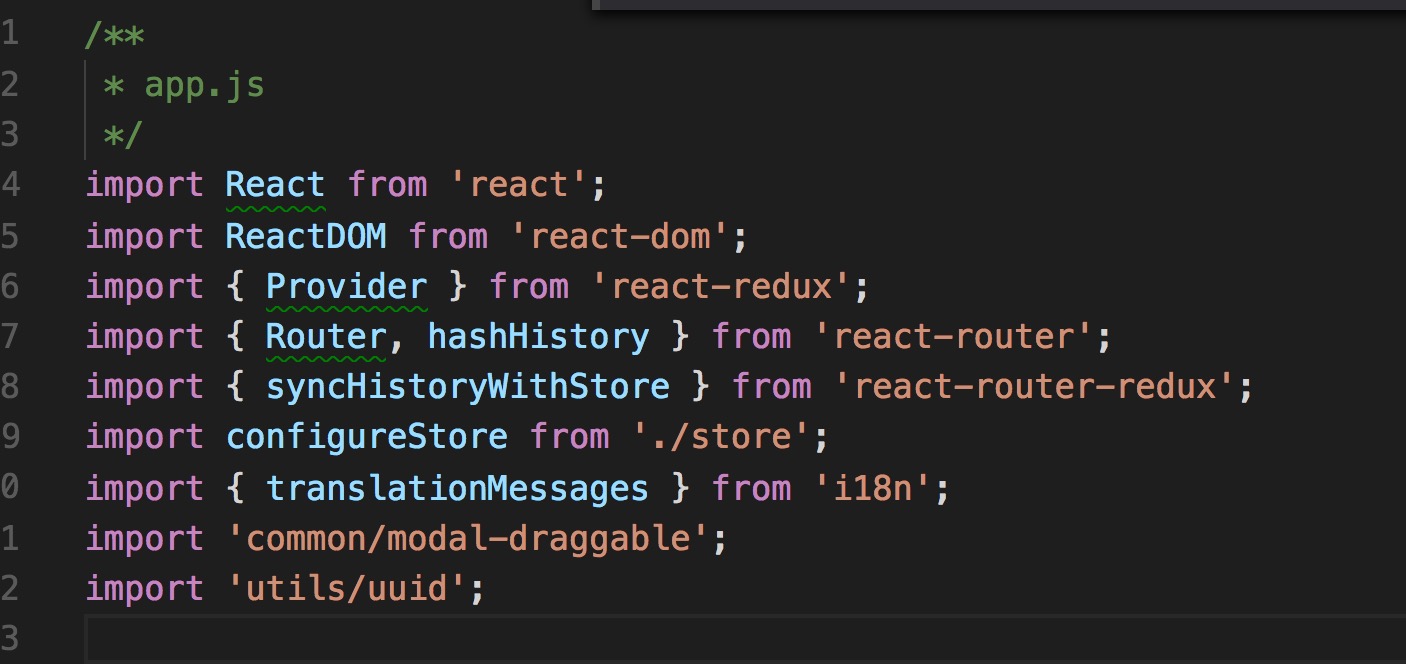 1 /**
2 * app.js
3 */
4 import React from 'react';
5 import ReactDOM from 'react-dom';
6 import { Provider } from 'react-redux';
7 import { Router, hashHistory } from 'react-router';
8 import { syncHistoryWithStore } from 'react-router-redux';
9 import configureStore from './store';
0 import { translationMessages } from 'i18n';
1 import 'common/modal-draggable';
2 import 'utils/uuid';
3